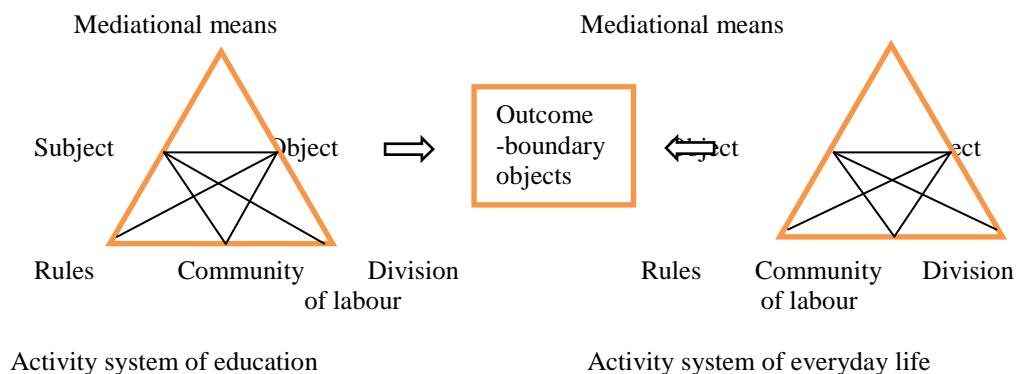 Mediational means Mediational means
Outcome
-boundary
objects
Subject Object
Rules Community Division
of labour
Rules Community Division
of labour
Activity system of education Activity system of everyday life